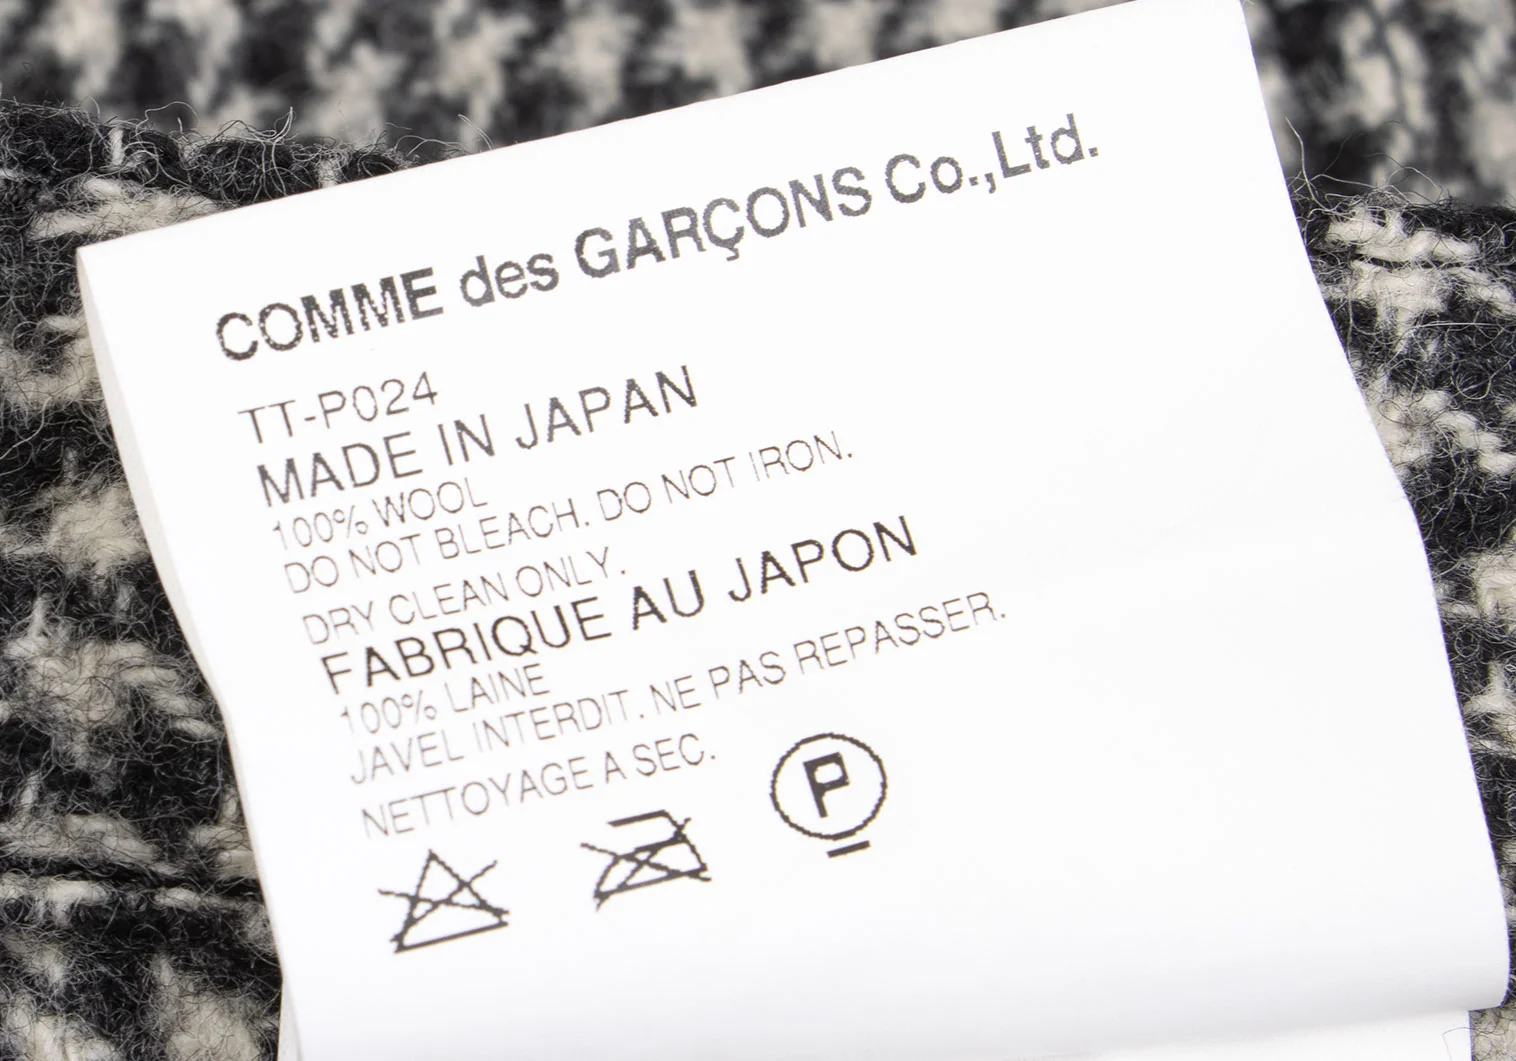 COMME des GARÇONS Co.,Ltd.
TT-P024
MADE IN JAPAN
100% WOOL
DO NOT BLEACH. DO NOT IRON.
DRY CLEAN ONLY.
FABRIQUE AU JAPON
100% LAINE
JAVEL INTERDIT. NE PAS REPASSER.
NETTOYAGE A SEC.
P